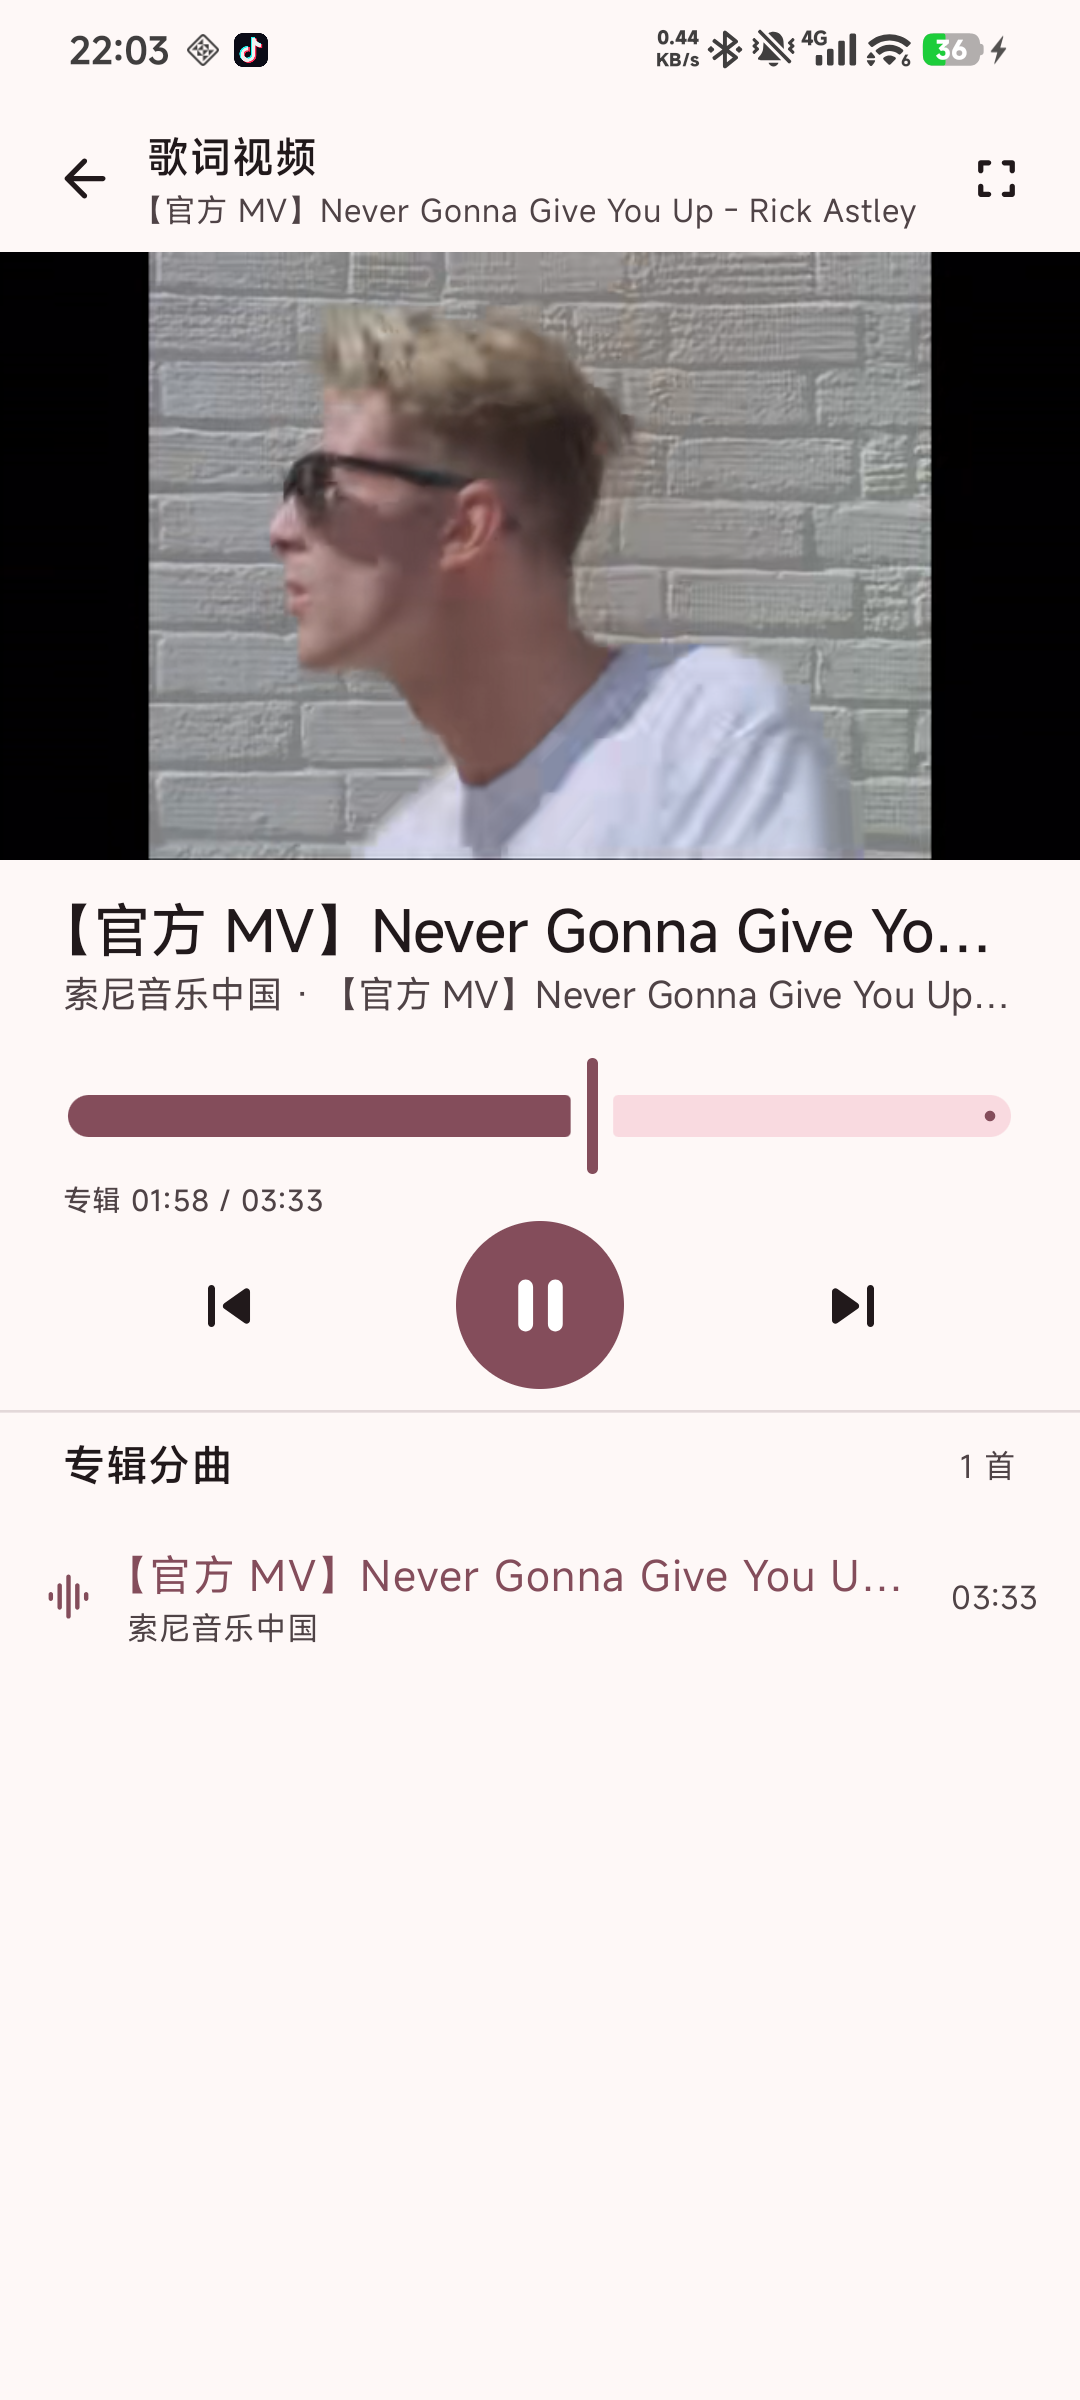 22:03
0.44
KB/s
4G
6
36
歌词视频
【官方 MV】Never Gonna Give You Up - Rick Astley
【官方 MV】Never Gonna Give Yo...
索尼音乐中国 · 【官方 MV】Never Gonna Give You Up...
专辑 01:58 / 03:33
专辑分曲
1 首
【官方 MV】Never Gonna Give You U...
03:33
索尼音乐中国